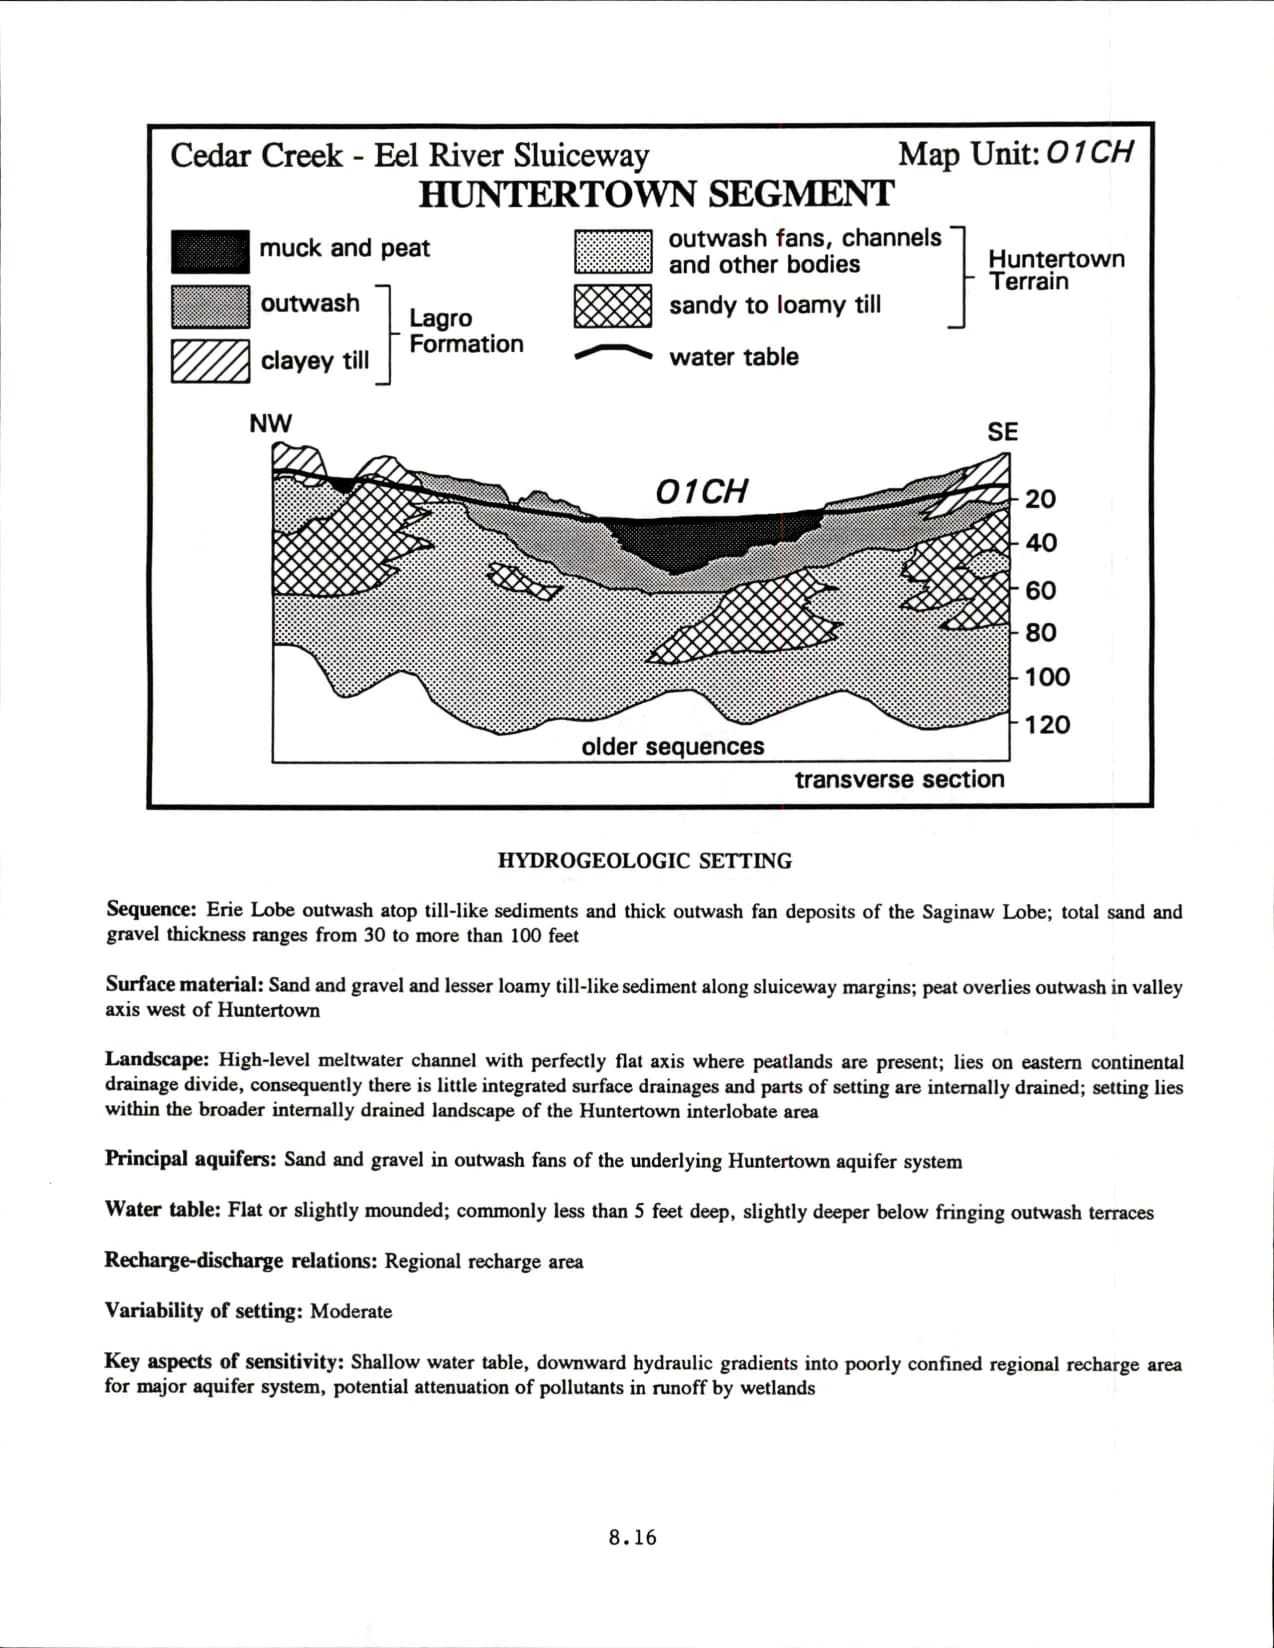 Cedar Creek - Eel River Sluiceway
Map Unit: 01CH
HUNTERTOWN SEGMENT
muck and peat
outwash
clayey till
Lagro
Formation
outwash fans, channels
and other bodies
sandy to loamy till
water table
Huntertown
Terrain
NW
SE
01CH
20
40
60
80
100
120
older sequences
transverse section
HYDROGEOLOGIC SETTING
Sequence: Erie Lobe outwash atop till-like sediments and thick outwash fan deposits of the Saginaw Lobe; total sand and
gravel thickness ranges from 30 to more than 100 feet
Surface material: Sand and gravel and lesser loamy till-like sediment along sluiceway margins; peat overlies outwash in valley
axis west of Huntertown
Landscape: High-level meltwater channel with perfectly flat axis where peatlands are present; lies on eastern continental
drainage divide, consequently there is little integrated surface drainages and parts of setting are internally drained; setting lies
within the broader internally drained landscape of the Huntertown interlobate area
Principal aquifers: Sand and gravel in outwash fans of the underlying Huntertown aquifer system
Water table: Flat or slightly mounded; commonly less than 5 feet deep, slightly deeper below fringing outwash terraces
Recharge-discharge relations: Regional recharge area
Variability of setting: Moderate
Key aspects of sensitivity: Shallow water table, downward hydraulic gradients into poorly confined regional recharge area
for major aquifer system, potential attenuation of pollutants in runoff by wetlands
8.16